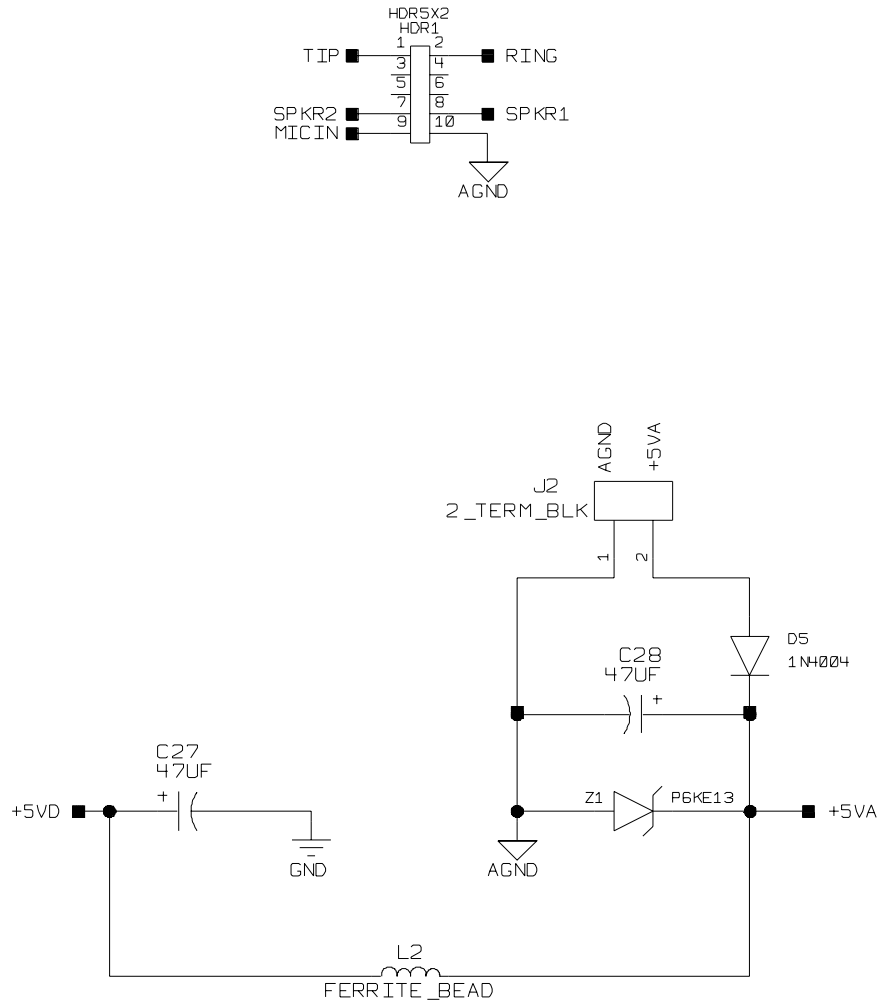 HDR5X2
HDR1
1 2
TIP RING
3 4
5 6
7 8
SPKR2 SPKR1
9 10
MICIN
AGND
AGND +5VA
J2
2_TERM_BLK
1 2
D5
1N4004
C28
47UF
+
C27
47UF
+
Z1 P6KE13
+5VD +5VA
GND AGND
L2
FERRITE_BEAD